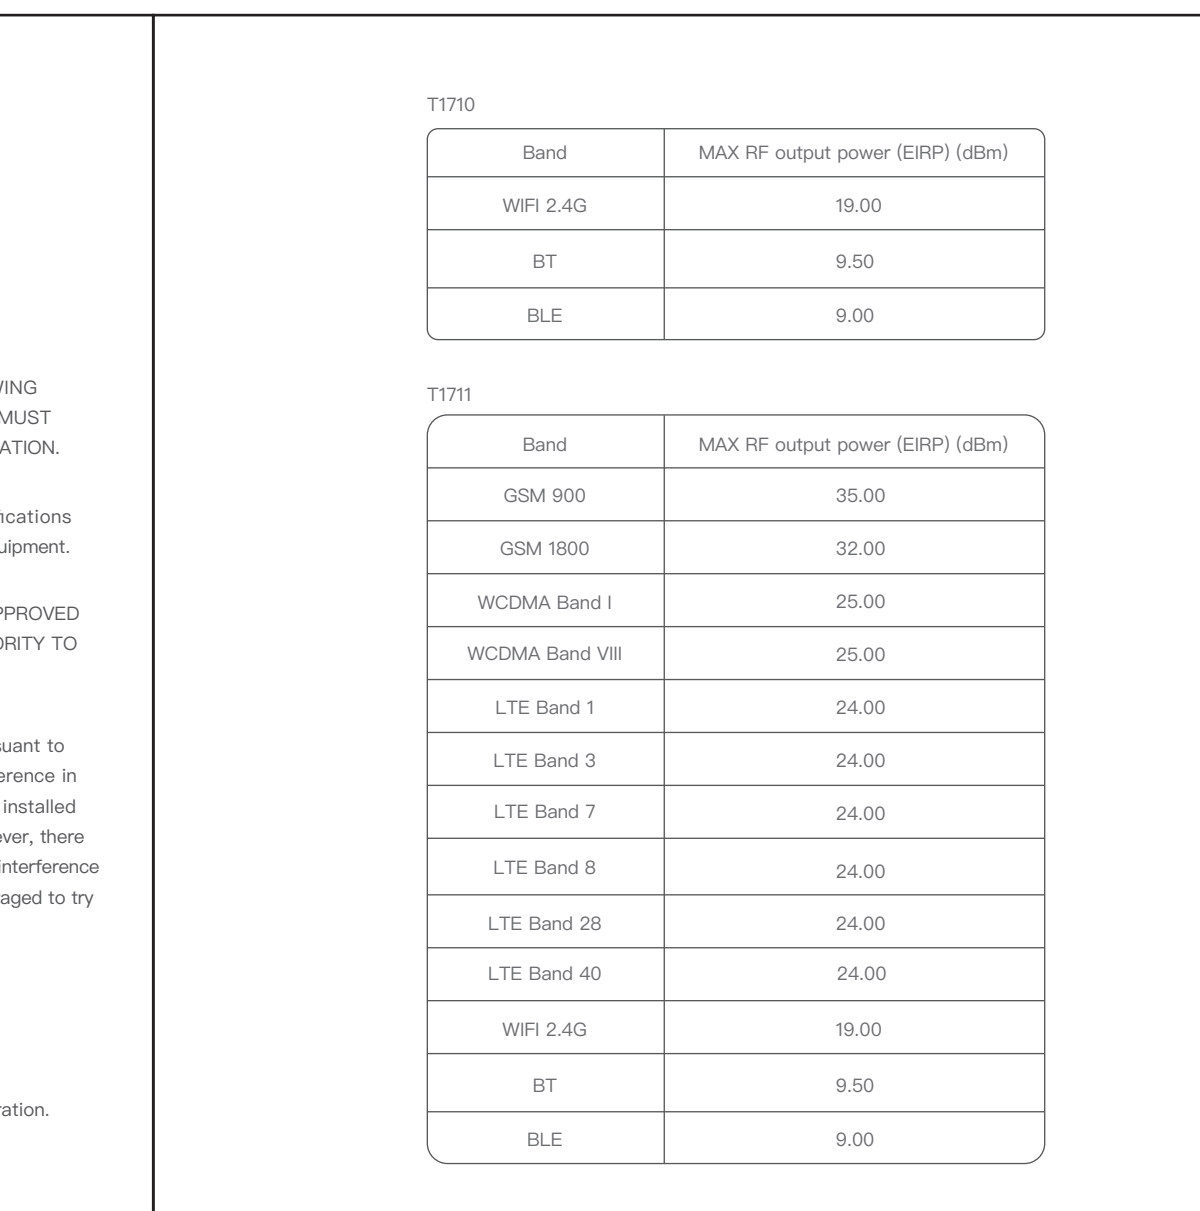 WING
MUST
ATION.
fications
uipment.
PPROVED
ORITY TO
suant to
erence in
installed
ever, there
interference
aged to try
ration.
T1710
Band MAX RF output power (EIRP) (dBm)
WIFI 2.4G 19.00
BT 9.50
BLE 9.00
T1711
Band MAX RF output power (EIRP) (dBm)
GSM 900 35.00
GSM 1800 32.00
WCDMA Band I 25.00
WCDMA Band VIII 25.00
LTE Band 1 24.00
LTE Band 3 24.00
LTE Band 7 24.00
LTE Band 8 24.00
LTE Band 28 24.00
LTE Band 40 24.00
WIFI 2.4G 19.00
BT 9.50
BLE 9.00